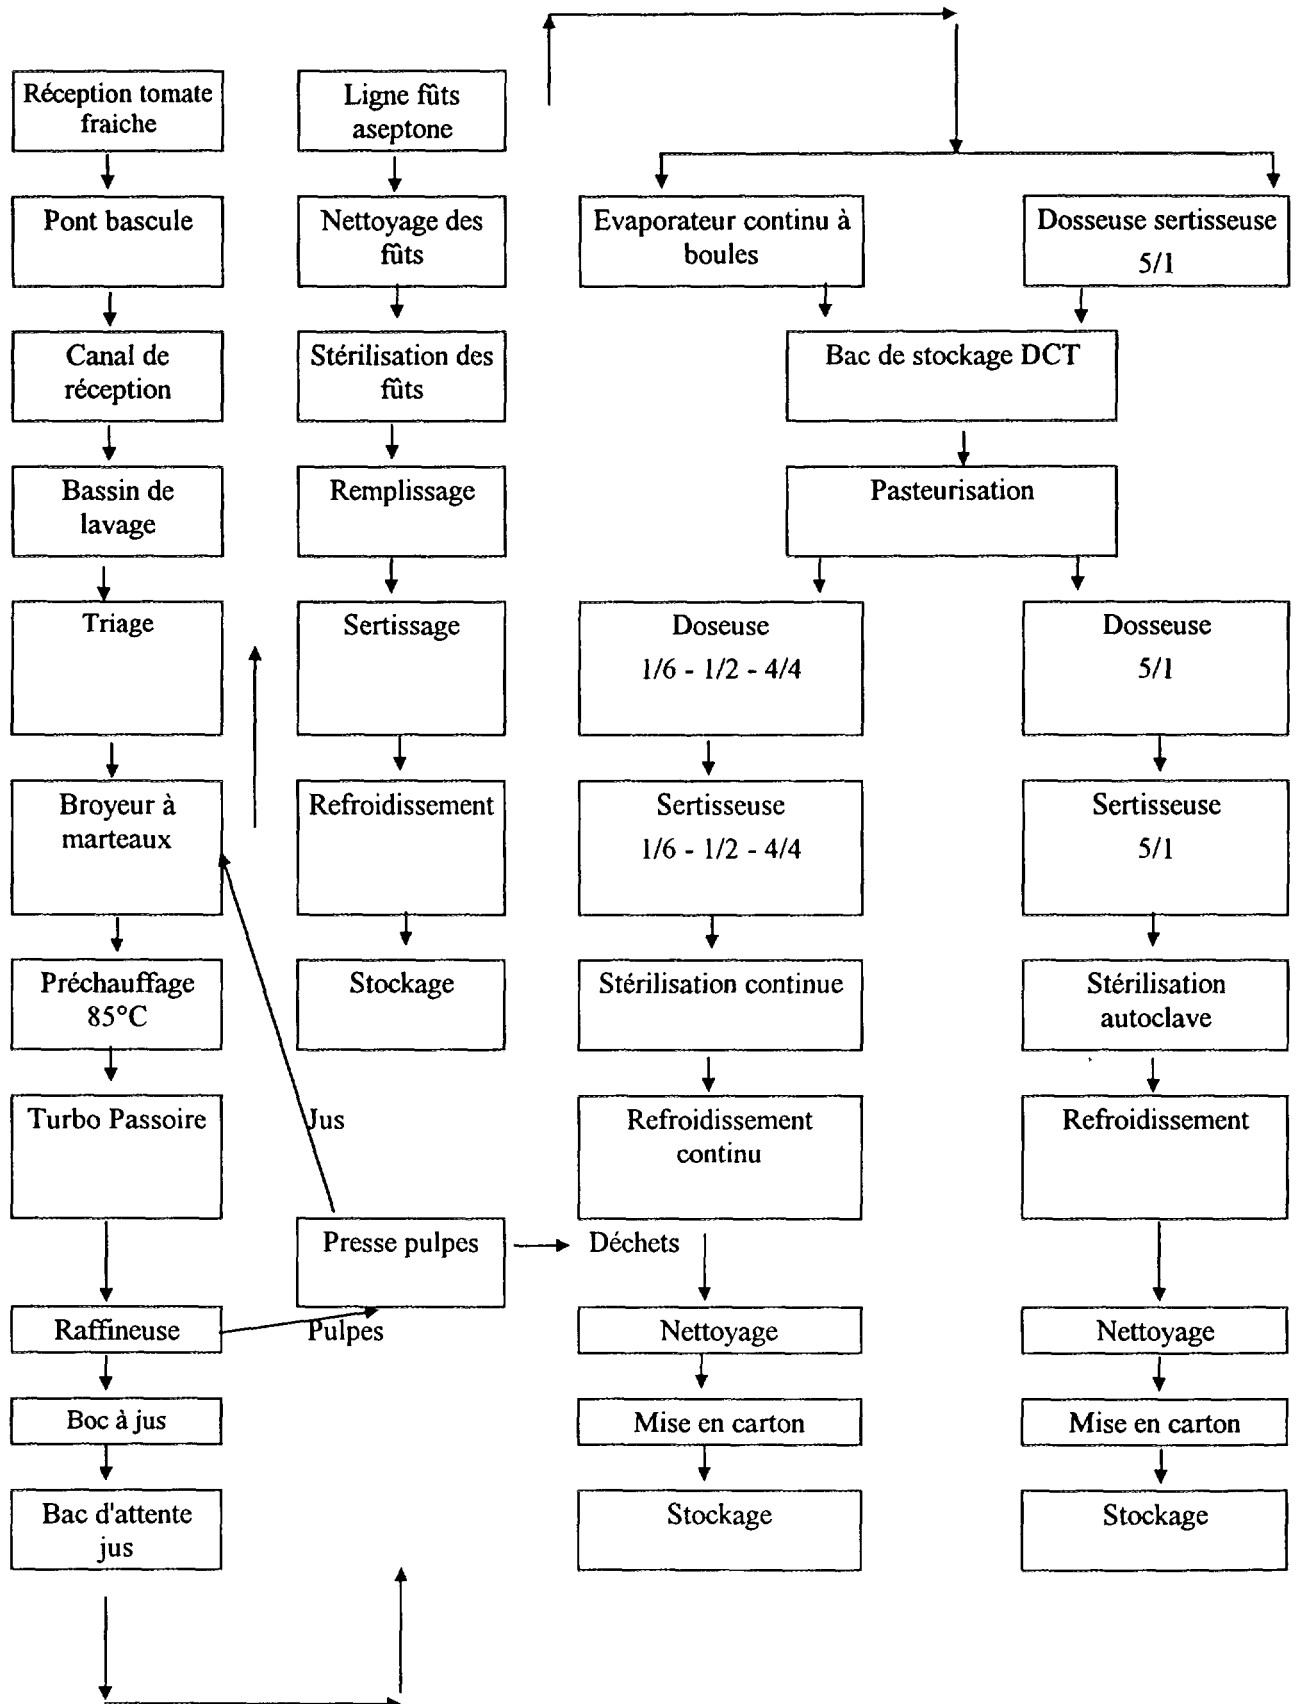 Réception tomate
fraiche
Pont bascule
Canal de
réception
Bassin de
lavage
Triage
Broyeur à
marteaux
Préchauffage
85°C
Turbo Passoire
Raffineuse
Boc à jus
Bac d'attente
jus
Ligne fûts
aseptone
Nettoyage des
fûts
Stérilisation des
fûts
Remplissage
Sertissage
Refroidissement
Stockage
Jus
Presse pulpes
Pulpes
Déchets
Evaporateur continu à
boules
Dosseuse sertisseuse
5/1
Bac de stockage DCT
Pasteurisation
Doseuse
1/6 - 1/2 - 4/4
Sertisseuse
1/6 - 1/2 - 4/4
Stérilisation continue
Refroidissement
continu
Nettoyage
Mise en carton
Stockage
Dosseuse
5/1
Sertisseuse
5/1
Stérilisation
autoclave
Refroidissement
Nettoyage
Mise en carton
Stockage